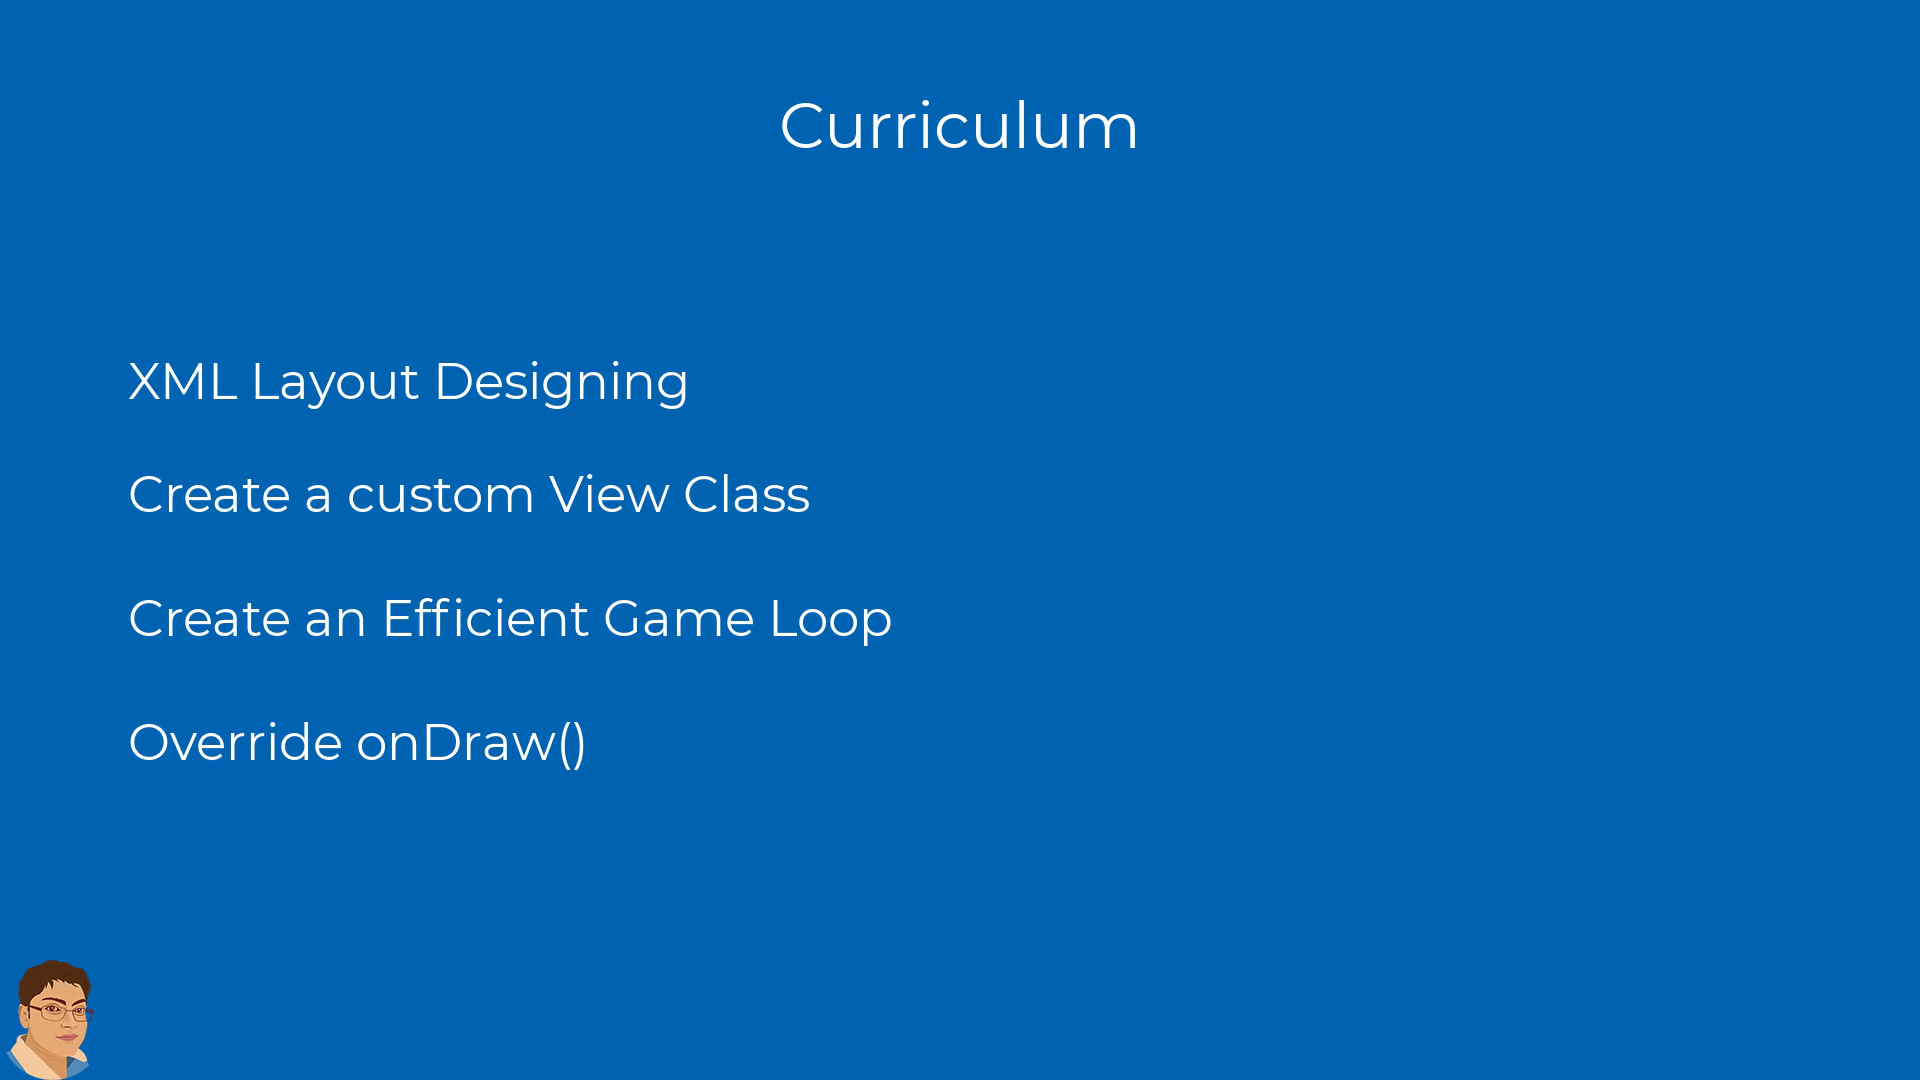 Curriculum
XML Layout Designing
Create a custom View Class
Create an Efficient Game Loop
Override onDraw()